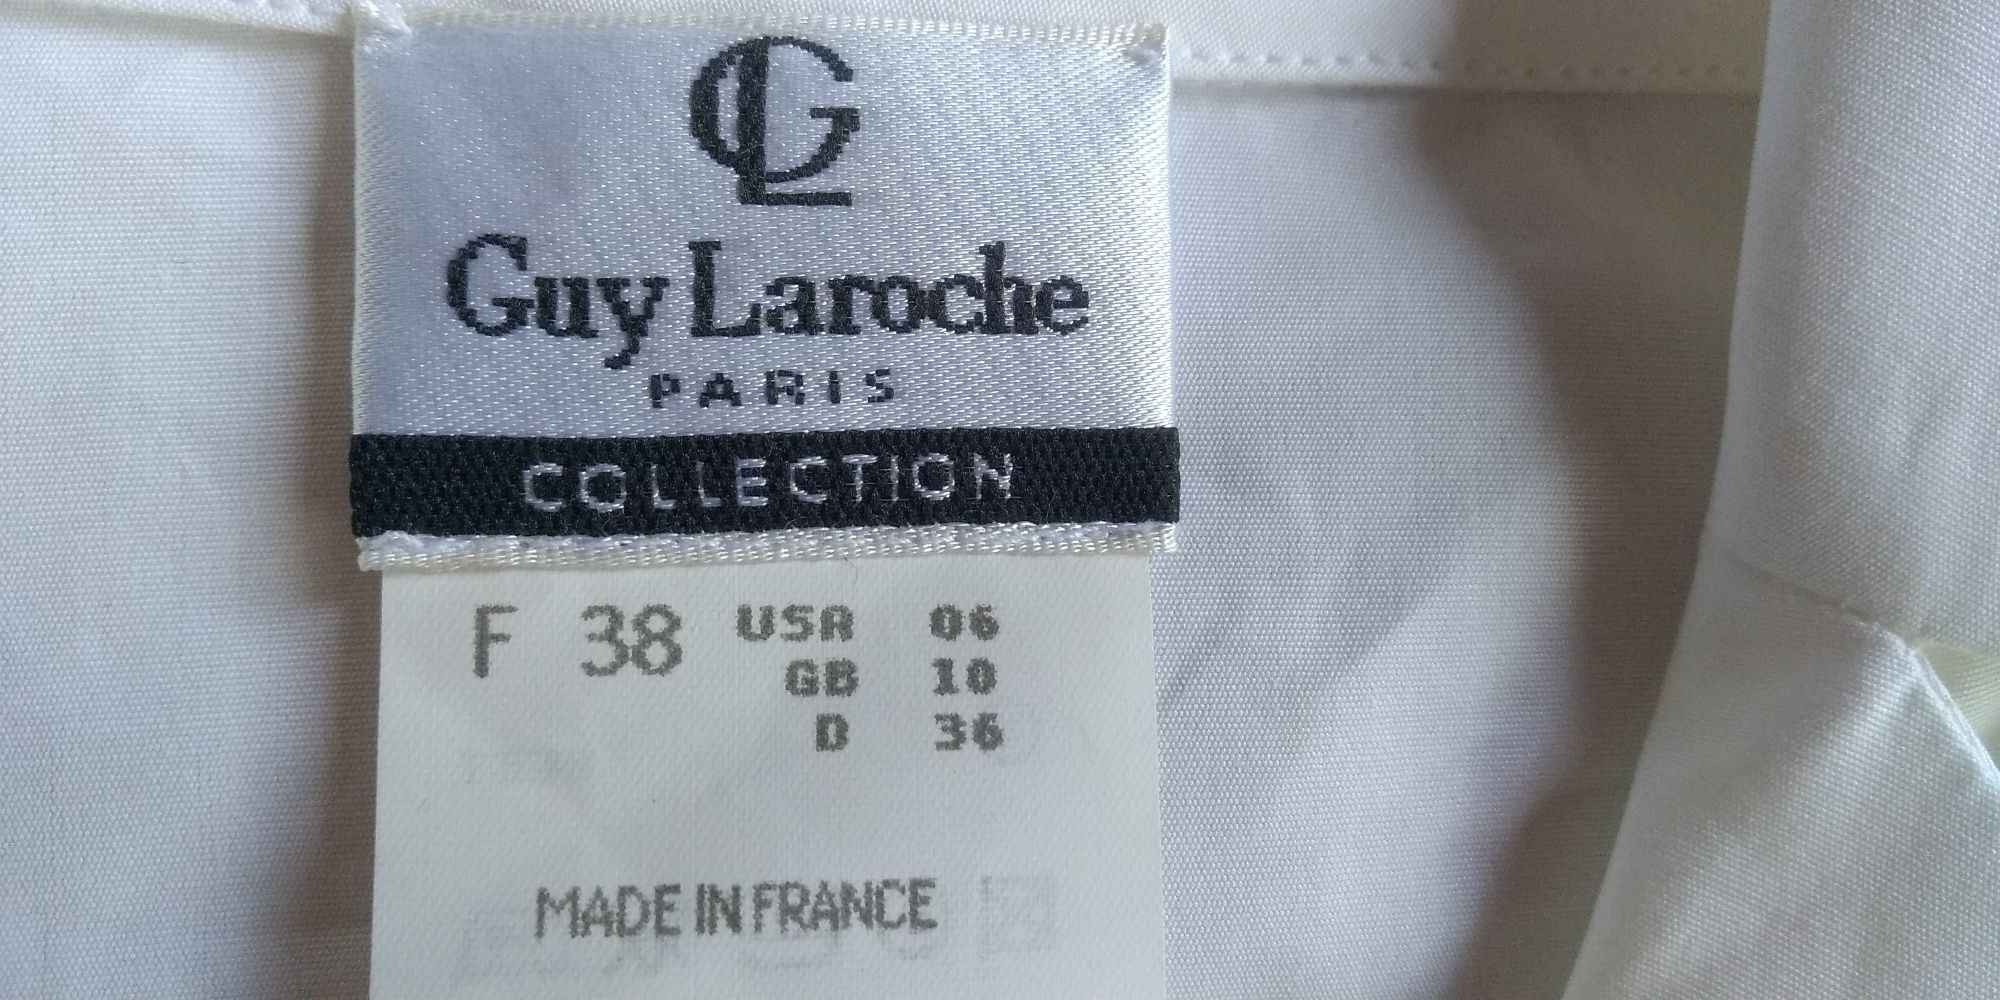 GL
Guy Laroche
PARIS
COLLECTION
F 38 USA 06
GB 10
D 36
MADE IN FRANCE